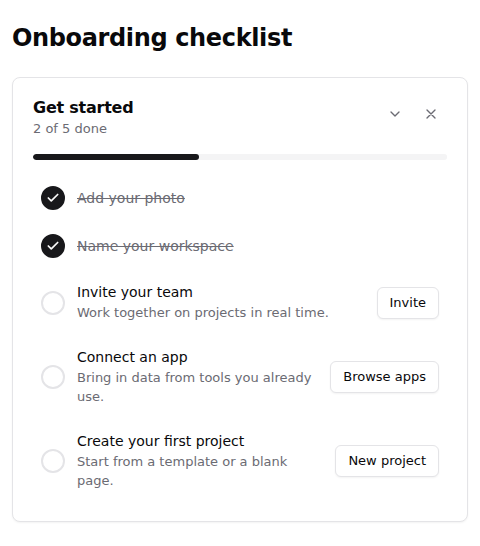 Onboarding checklist
Get started
2 of 5 done
Add your photo
Name your workspace
Invite your team
Work together on projects in real time.
Invite
Connect an app
Bring in data from tools you already
use.
Browse apps
Create your first project
Start from a template or a blank
page.
New project